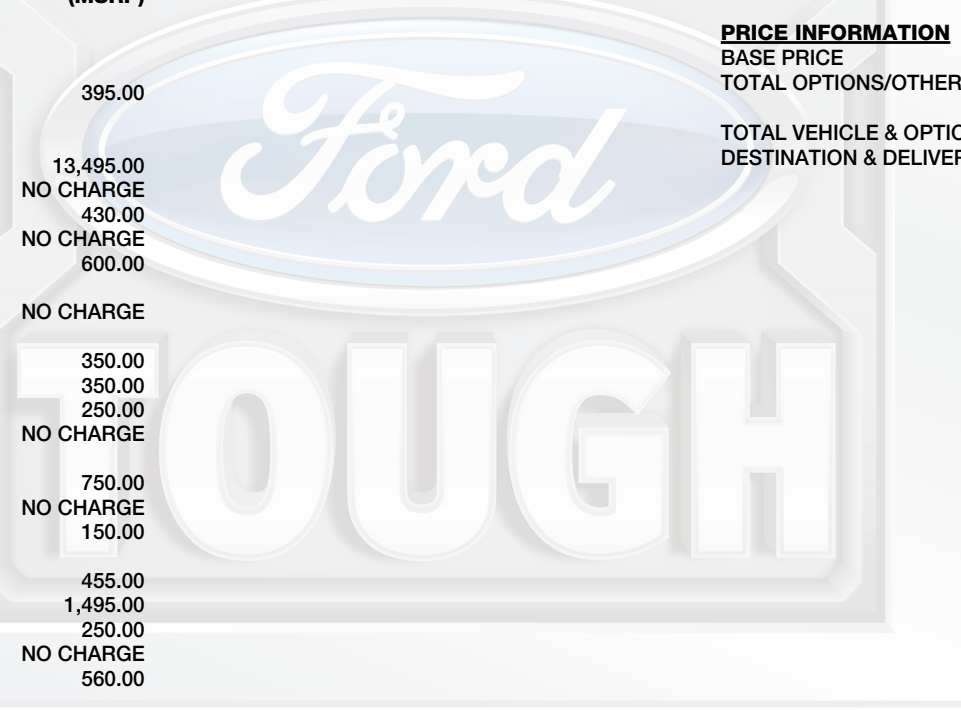 (MSRP)
395.00
13,495.00
NO CHARGE
430.00
NO CHARGE
600.00
NO CHARGE
350.00
350.00
250.00
NO CHARGE
750.00
NO CHARGE
150.00
455.00
1,495.00
250.00
NO CHARGE
560.00
PRICE INFORMATION
BASE PRICE
TOTAL OPTIONS/OTHER
TOTAL VEHICLE & OPTIO
DESTINATION & DELIVER
Ford
TOUGH